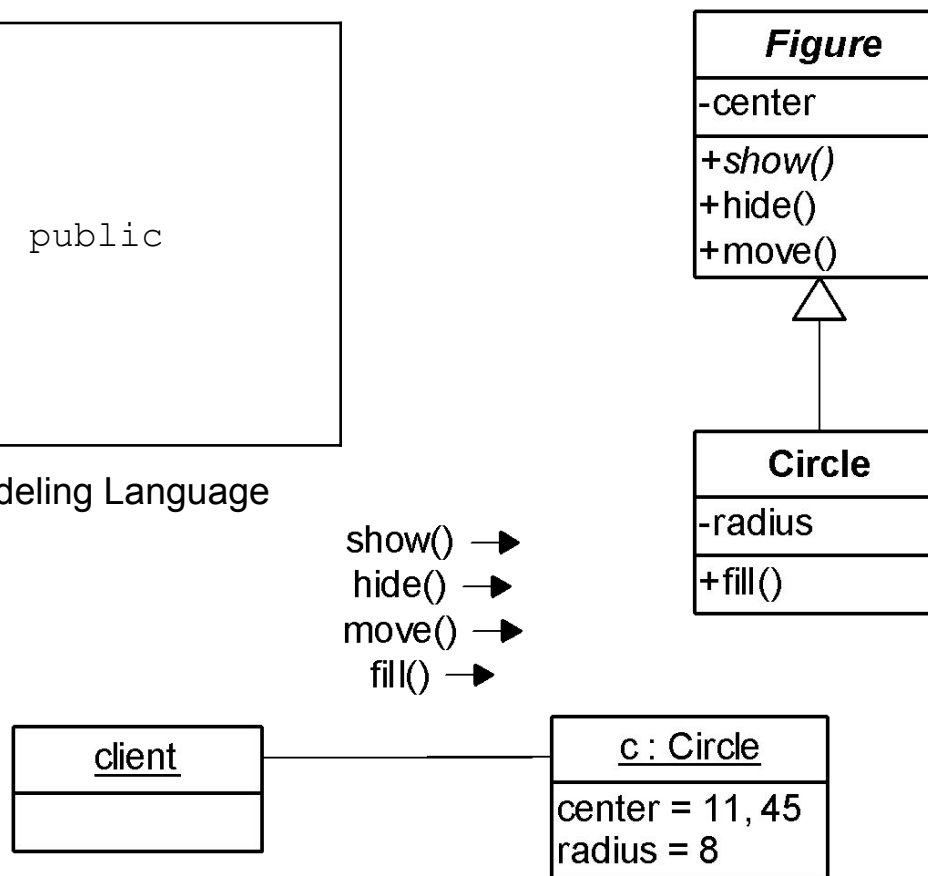 public
deling Language
Figure
-center
+show()
+hide()
+move()
Circle
-radius
+fill()
show()
hide()
move()
fill()
client
c : Circle
center = 11, 45
radius = 8